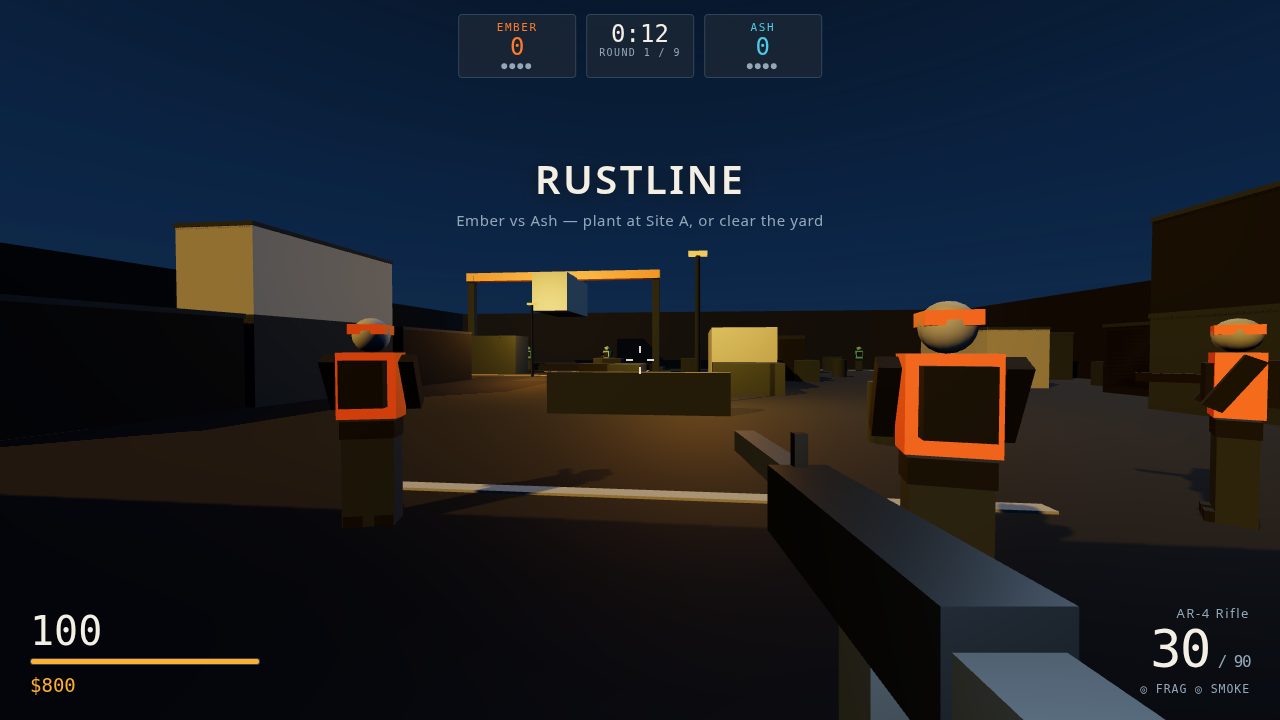 EMBER
0
0:12
ROUND 1 / 9
ASH
0
RUSTLINE
Ember vs Ash — plant at Site A, or clear the yard
100
$800
AR-4 Rifle
30 / 90
◎ FRAG ◎ SMOKE